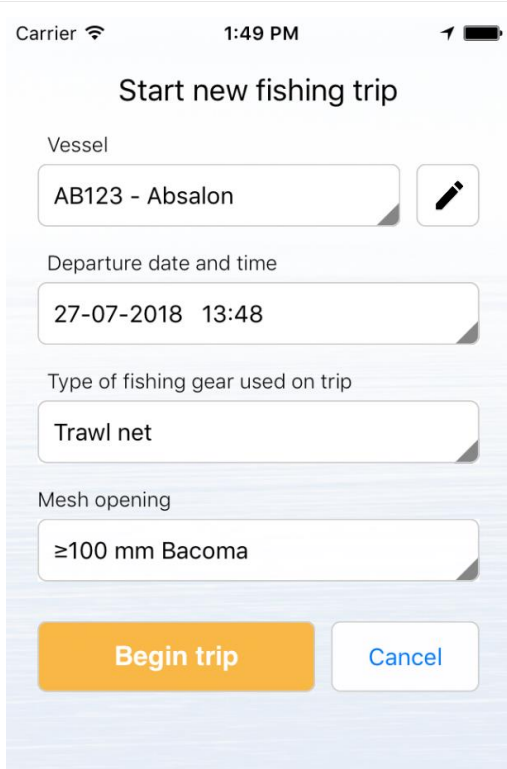 Carrier 1:49 PM
Start new fishing trip
Vessel
AB123 - Absalon
Departure date and time
27-07-2018 13:48
Type of fishing gear used on trip
Trawl net
Mesh opening
≥100 mm Bacoma
Begin trip Cancel